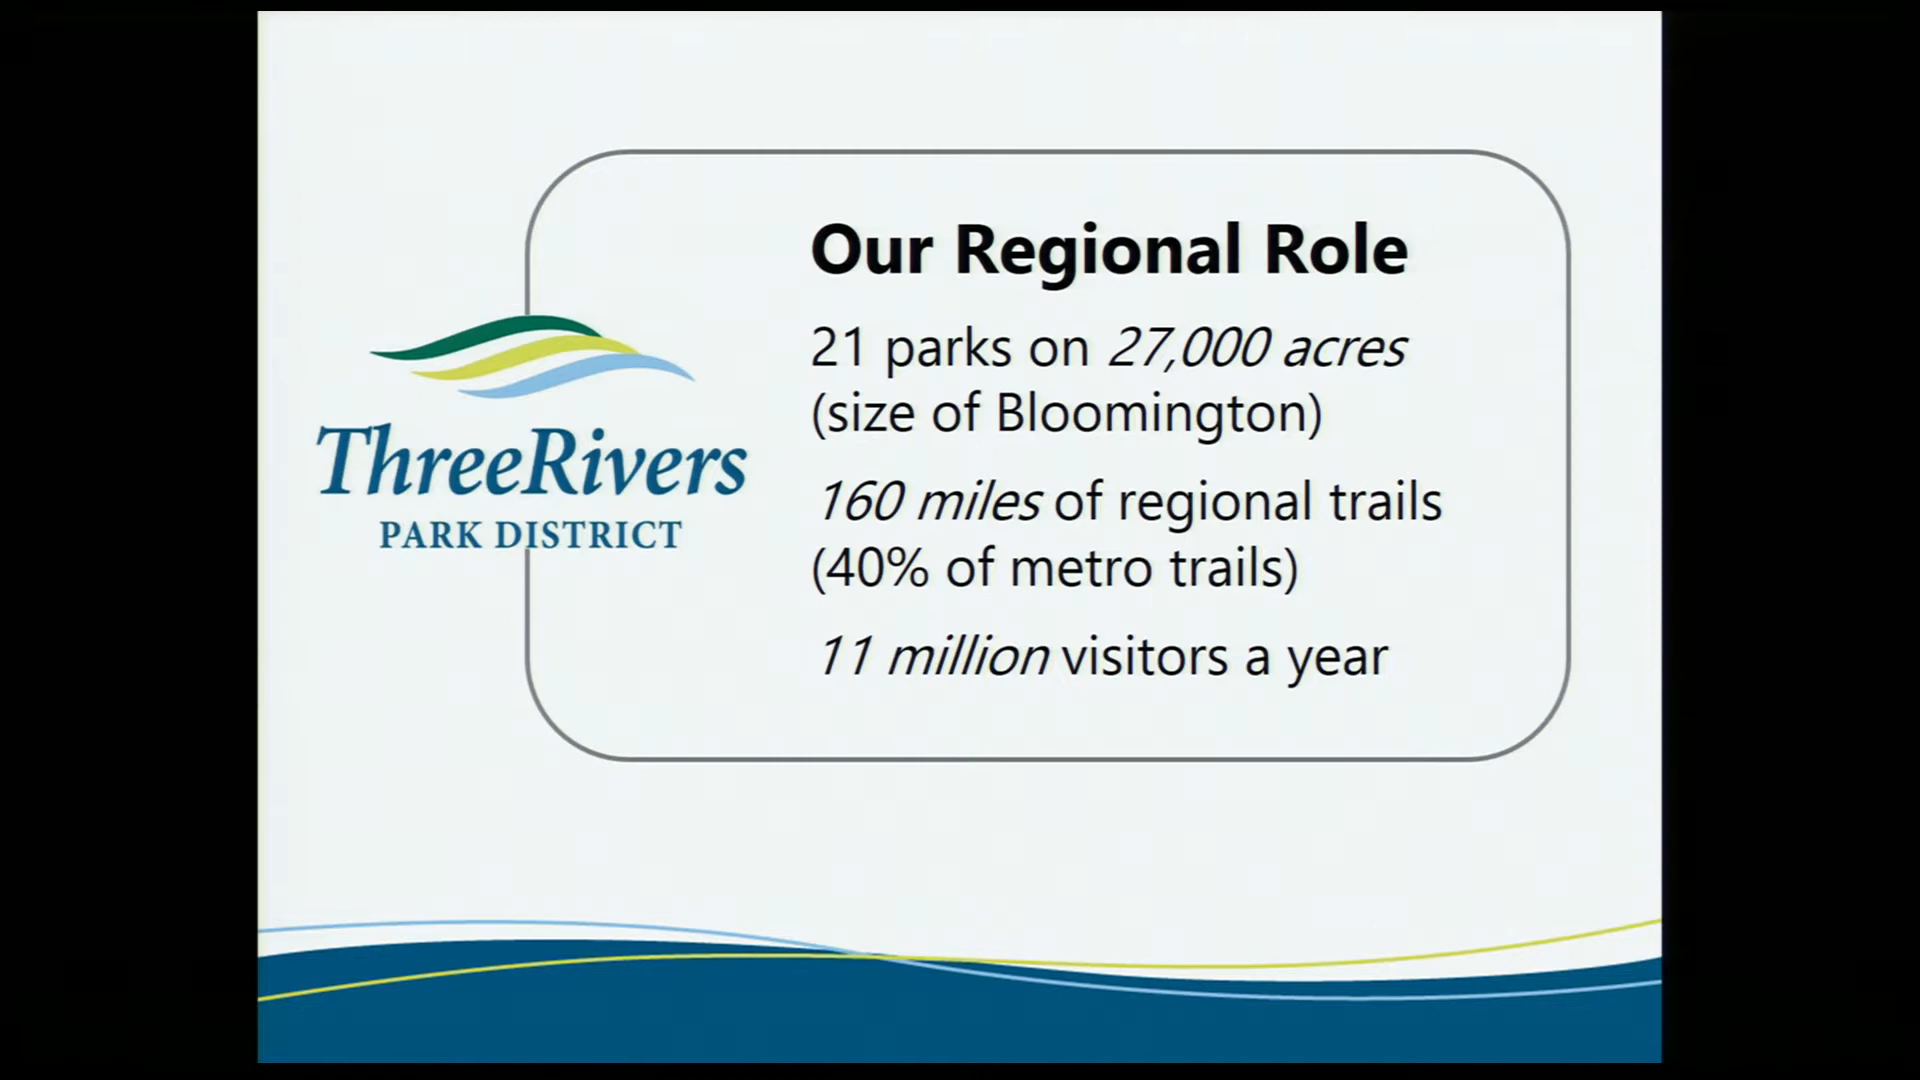 ThreeRivers
PARK DISTRICT
Our Regional Role
21 parks on 27,000 acres
(size of Bloomington)
160 miles of regional trails
(40% of metro trails)
11 million visitors a year